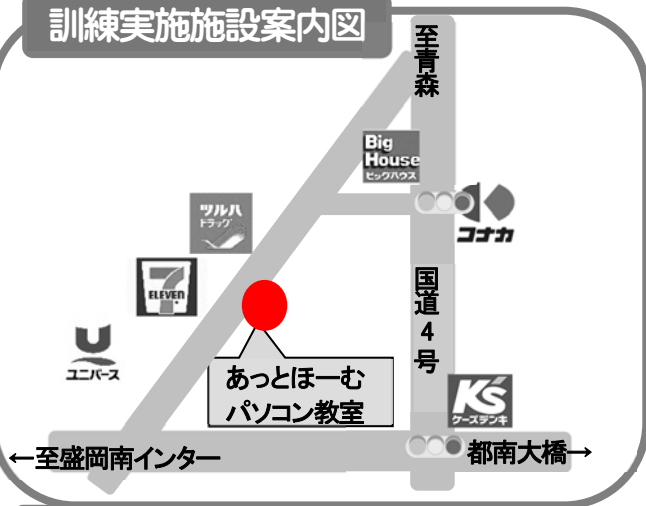 訓練実施施設案内図
至青森
Big
House
ビックハウス
ツルハ
ドラッグ
コナカ
7
ELEVEN
国道4号
U
ユニバース
あっとほーむ
パソコン教室
K's
ケーズデンキ
←至盛岡南インター
都南大橋→